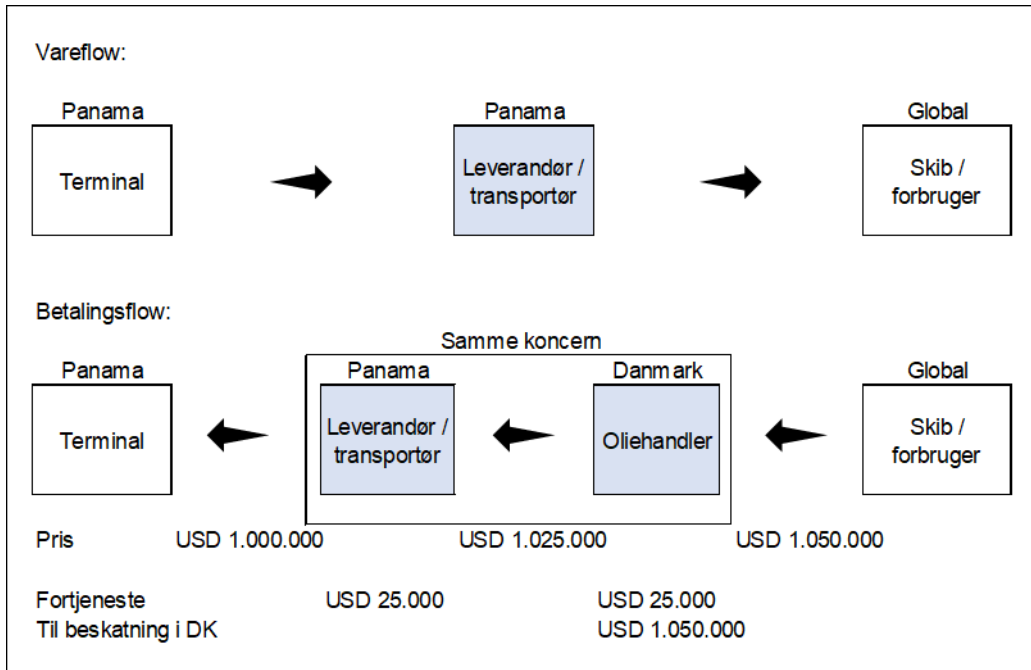 Vareflow:
Panama Panama Global
Terminal
Leverandør /
transportør
Skib /
forbruger
Betalingsflow:
Samme koncern
Panama Panama Danmark Global
Terminal
Leverandør /
transportør
Oliehandler
Skib /
forbruger
Pris USD 1.000.000 USD 1.025.000 USD 1.050.000
Fortjeneste USD 25.000 USD 25.000
Til beskatning i DK USD 1.050.000